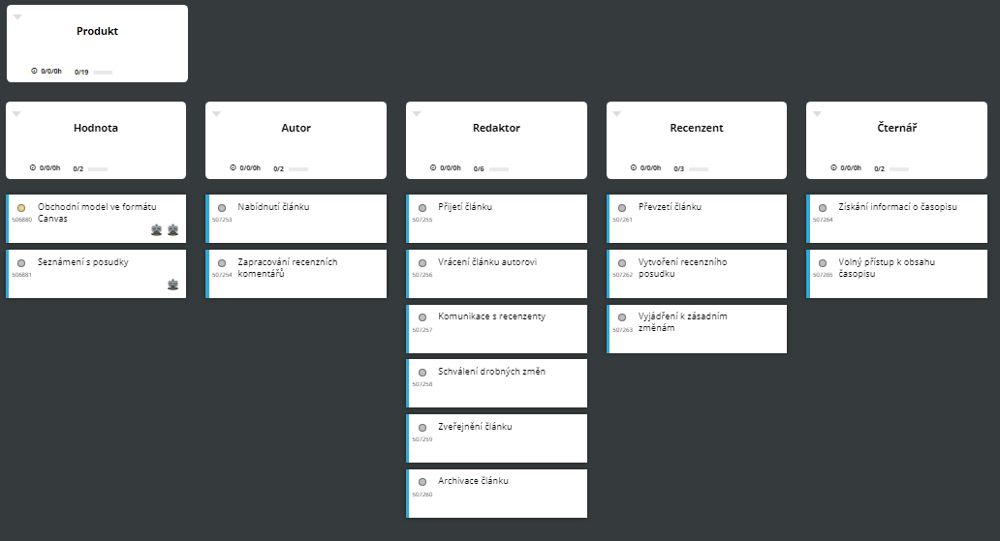 Produkt
0/0/0h 0/19
Hodnota
0/0/0h 0/2
Obchodní model ve formátu
Canvas
506880
Seznámení s posudky
506881
Autor
0/0/0h 0/2
Nabídnutí článku
507253
Zapracování recenzních
komentářů
507254
Redaktor
0/0/0h 0/6
Přijetí článku
507255
Vrácení článku autorovi
507256
Komunikace s recenzenty
507257
Schválení drobných změn
507258
Zveřejnění článku
507259
Archivace článku
507260
Recenzent
0/0/0h 0/3
Převzetí článku
507261
Vytvoření recenzního
posudku
507262
Vyjádření k zásadním
změnám
507263
Čternář
0/0/0h 0/2
Získání informací o časopisu
507264
Volný přístup k obsahu
časopisu
507265